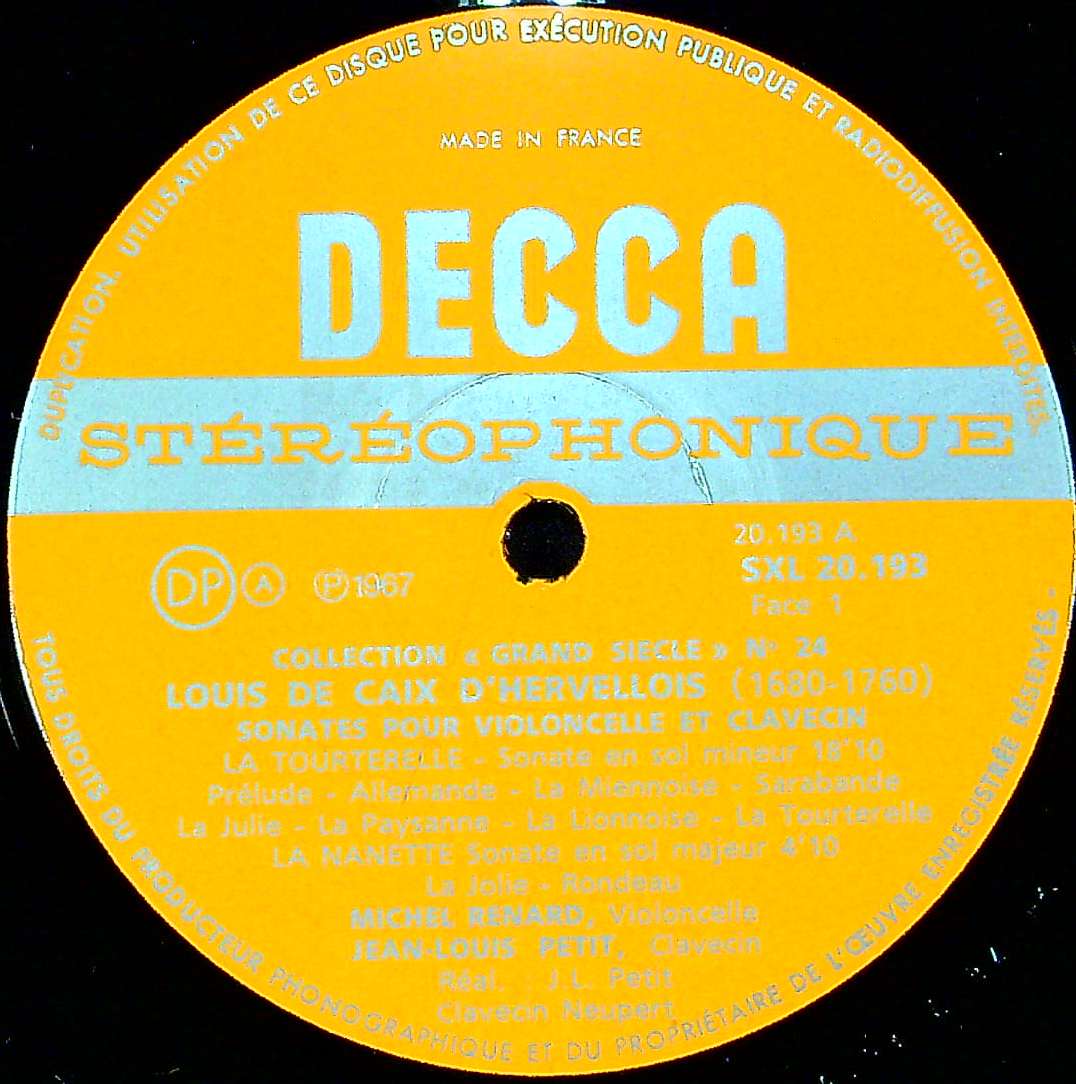 DUPLICATION, UTILISATION DE CE DISQUE POUR EXÉCUTION PUBLIQUE ET RADIODIFFUSION INTERDITES.
MADE IN FRANCE
DECCA
STÉRÉOPHONIQUE
20.193 A
DP A Ⓟ 1967
SXL 20.193
Face 1
COLLECTION « GRAND SIECLE » N° 24
LOUIS DE CAIX D'HERVELLOIS (1680-1760)
SONATES POUR VIOLONCELLE ET CLAVECIN
LA TOURTERELLE - Sonate en sol mineur 18'10
Prélude - Allemande - La Miennoise - Sarabande
La Julie - La Paysanne - La Lionnoise - La Tourterelle
LA NANETTE Sonate en sol majeur 4'10
La Jolie - Rondeau
MICHEL RENARD, Violoncelle
JEAN-LOUIS PETIT, Clavecin
Réal. : J.L. Petit
Clavecin Neupert
TOUS DROITS DU PRODUCTEUR PHONOGRAPHIQUE ET DU PROPRIÉTAIRE DE L'ŒUVRE ENREGISTRÉE RÉSERVÉS -